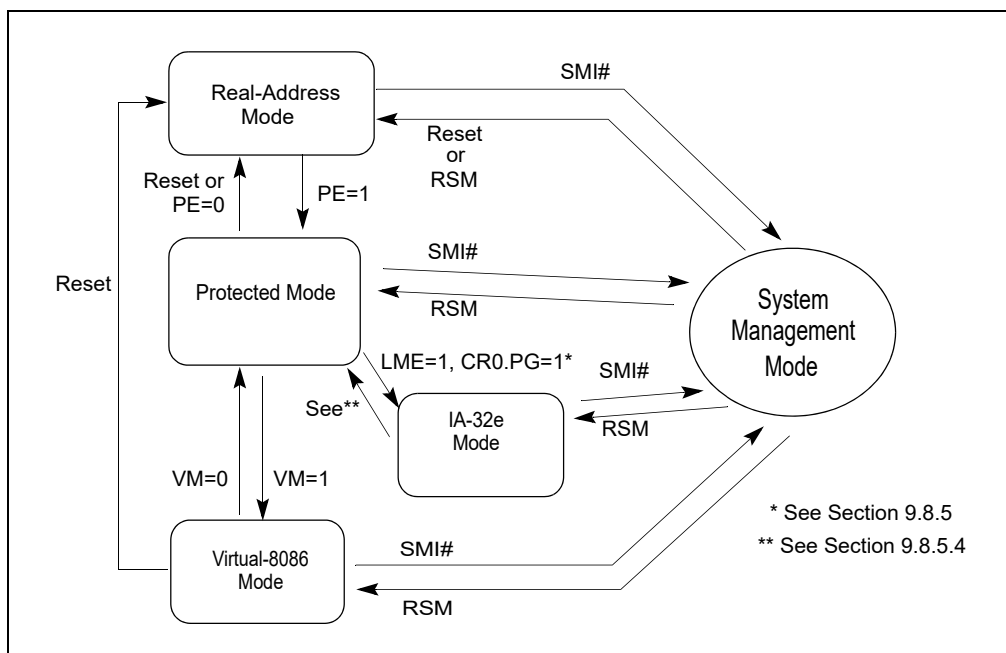 SMI#
Real-Address
Mode
Reset
or
RSM
Reset or
PE=0
PE=1
SMI#
Reset
Protected Mode
RSM
System
Management
Mode
LME=1, CR0.PG=1*
SMI#
See**
IA-32e
Mode
RSM
VM=0
VM=1
* See Section 9.8.5
** See Section 9.8.5.4
Virtual-8086
Mode
SMI#
RSM